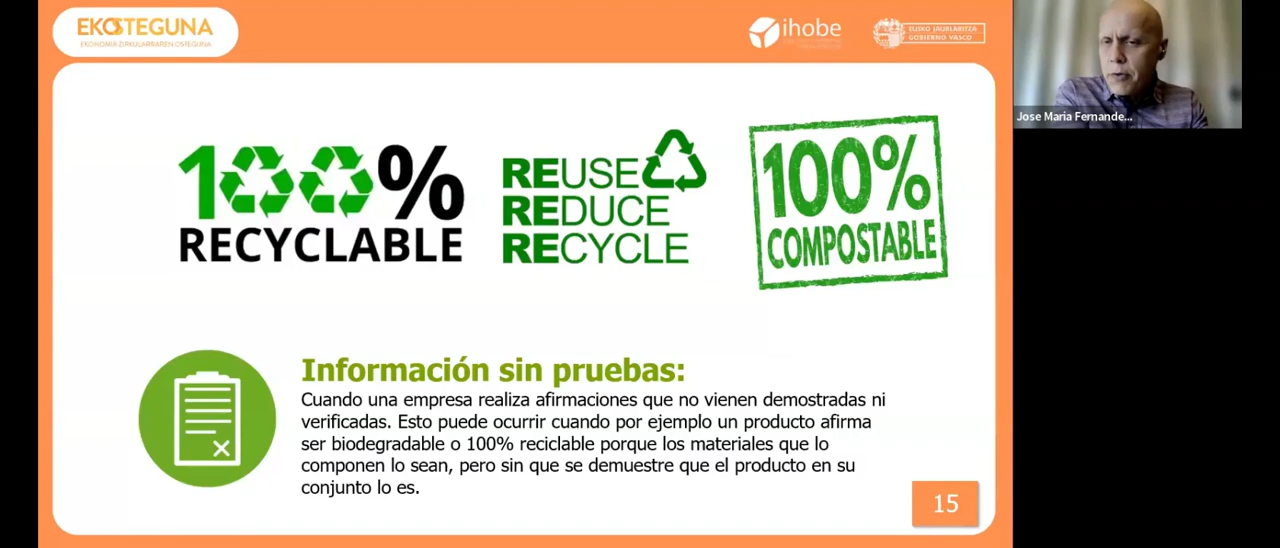 EKOSTEGUNA
EKONOMIA ZIRKULARRAREN OSTEGUNA
ihobe
EUSKO JAURLARITZA
GOBIERNO VASCO
Jose Maria Fernande...
100%
RECYCLABLE
REUSE
REDUCE
RECYCLE
100%
COMPOSTABLE
Información sin pruebas:
Cuando una empresa realiza afirmaciones que no vienen demostradas ni
verificadas. Esto puede ocurrir cuando por ejemplo un producto afirma
ser biodegradable o 100% reciclable porque los materiales que lo
componen lo sean, pero sin que se demuestre que el producto en su
conjunto lo es.
15